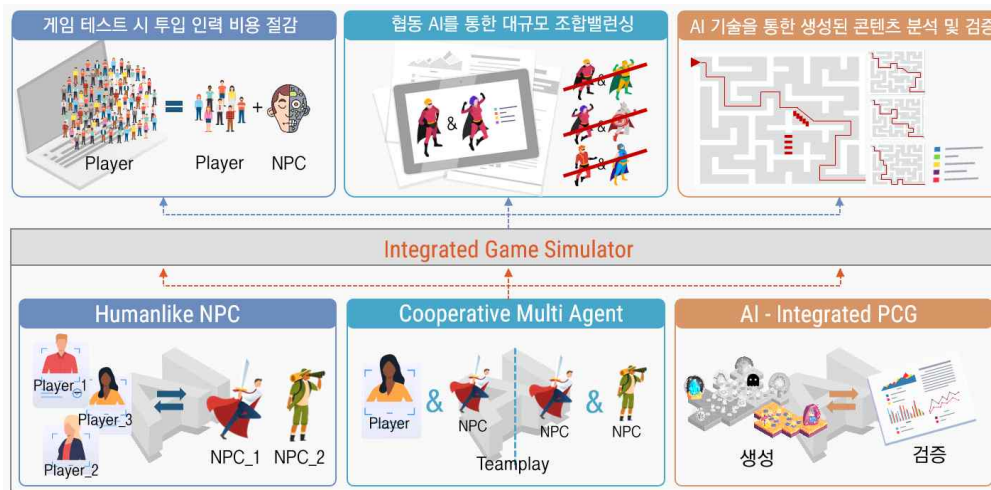 게임 테스트 시 투입 인력 비용 절감
협동 AI를 통한 대규모 조합밸런싱
AI 기술을 통한 생성된 콘텐츠 분석 및 검증
Player
=
Player
+
NPC
&
&
&
&
Integrated Game Simulator
Humanlike NPC
Cooperative Multi Agent
AI - Integrated PCG
Player_1
Player_3
Player_2
NPC_1
NPC_2
Player
&
NPC
NPC
&
NPC
Teamplay
생성
검증